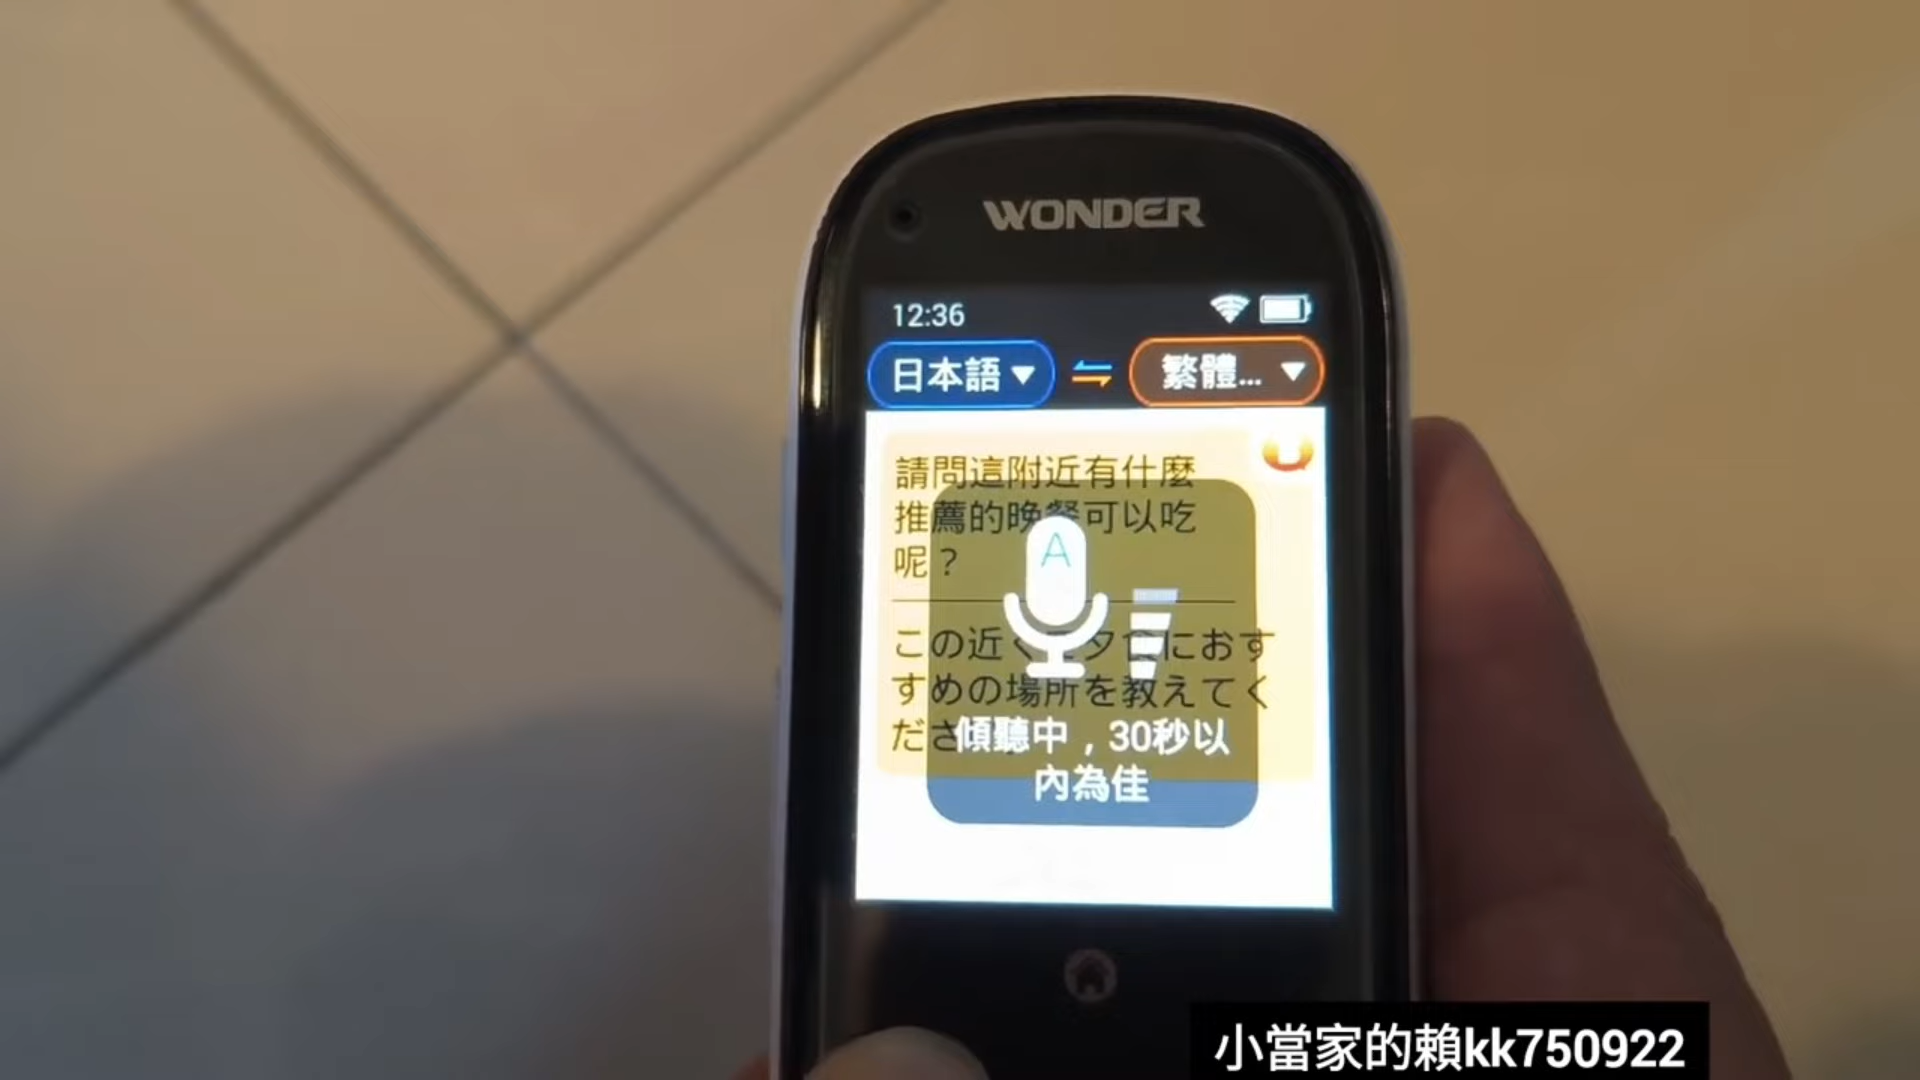 WONDER
12:36
日本語
繁體...
請問這附近有什麼
推薦的晚餐可以吃
呢？
A
この近くで夕食におす
すめの場所を教えてく
ださ
傾聽中，30秒以
內為佳
小當家的賴kk750922